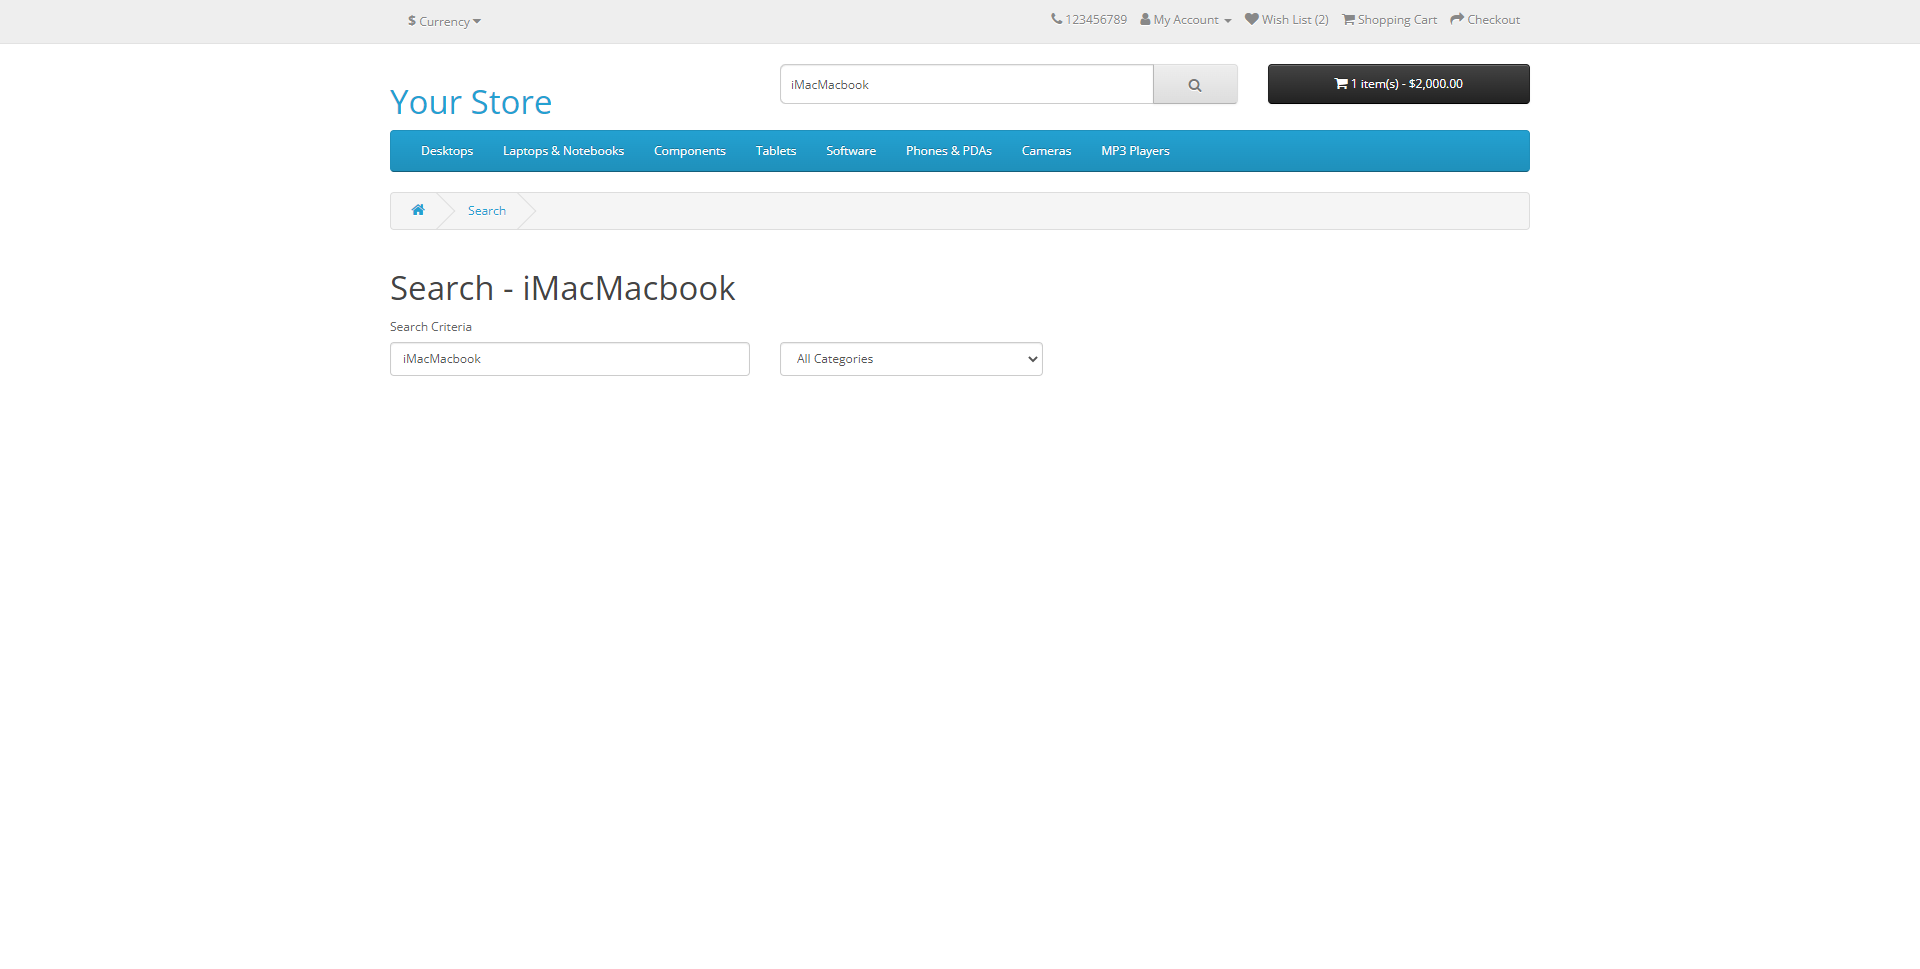 $ Currency
123456789 My Account Wish List (2) Shopping Cart Checkout
Your Store
iMacMacbook
1 item(s) - $2,000.00
Desktops Laptops & Notebooks Components Tablets Software Phones & PDAs Cameras MP3 Players
Search
Search - iMacMacbook
Search Criteria
iMacMacbook
All Categories